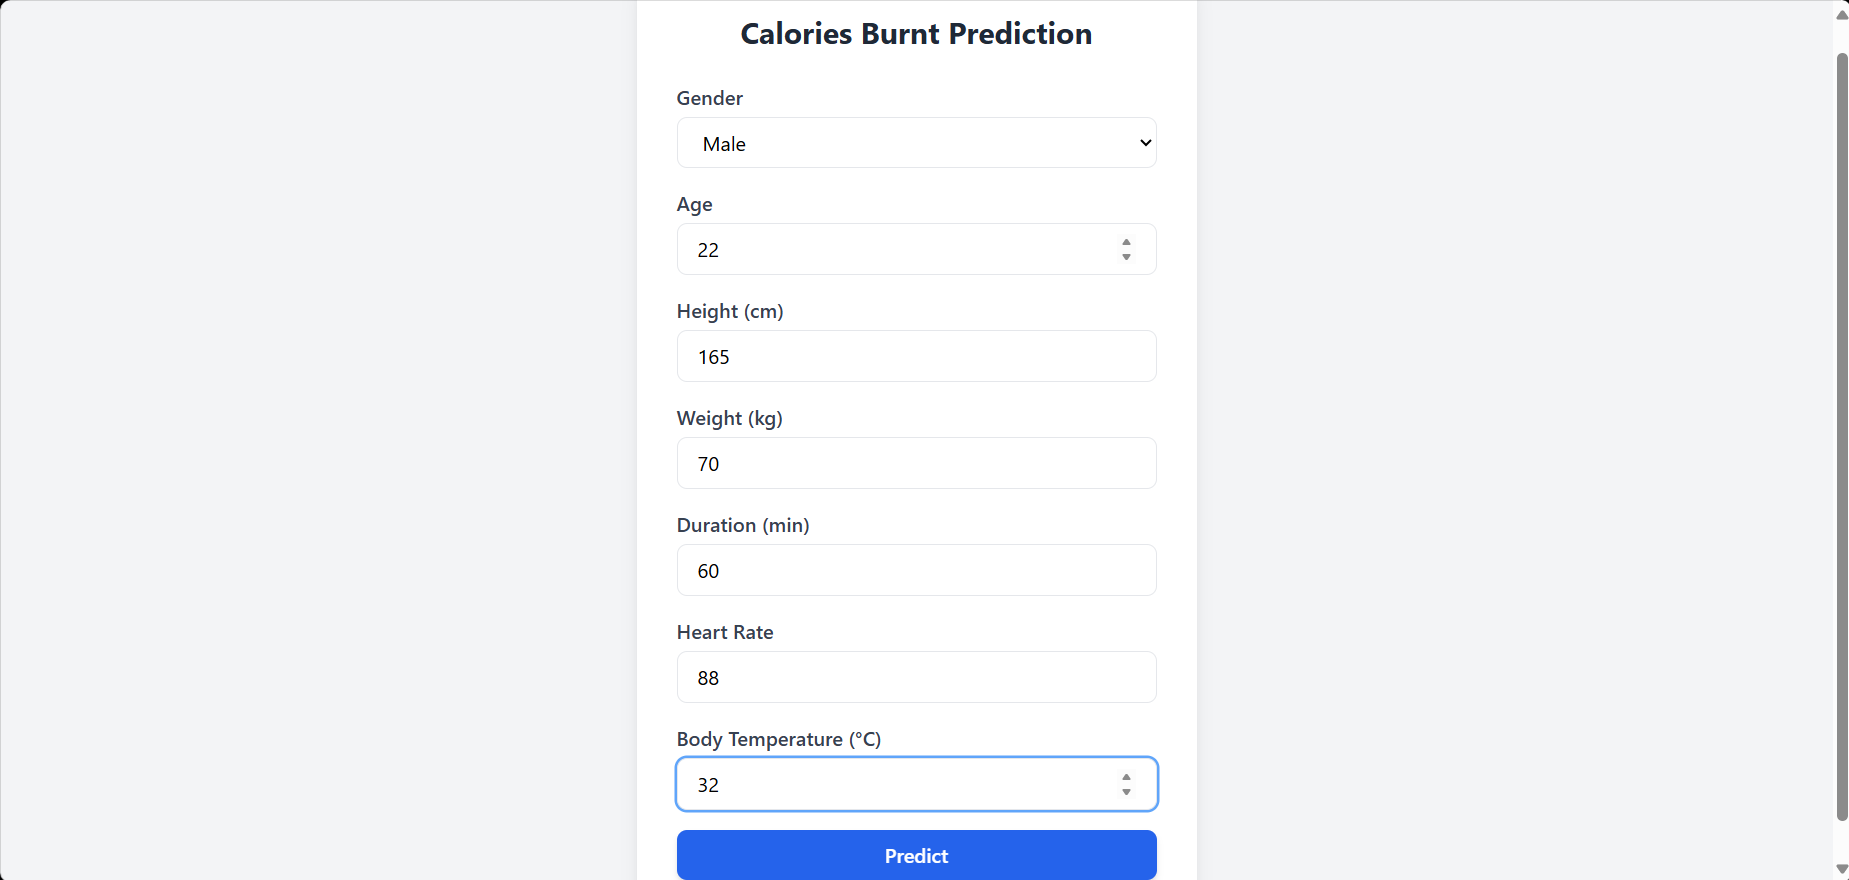 Calories Burnt Prediction
Gender
Male
Age
22
Height (cm)
165
Weight (kg)
70
Duration (min)
60
Heart Rate
88
Body Temperature (°C)
32
Predict